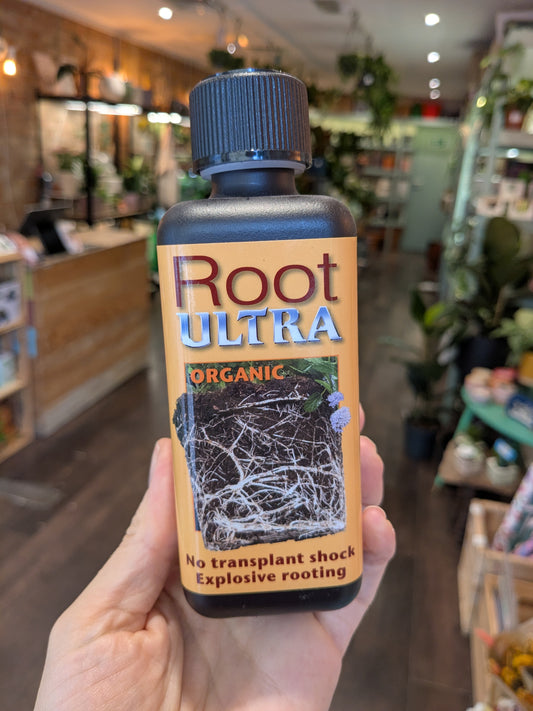 Root
ULTRA
ORGANIC
No transplant shock
Explosive rooting